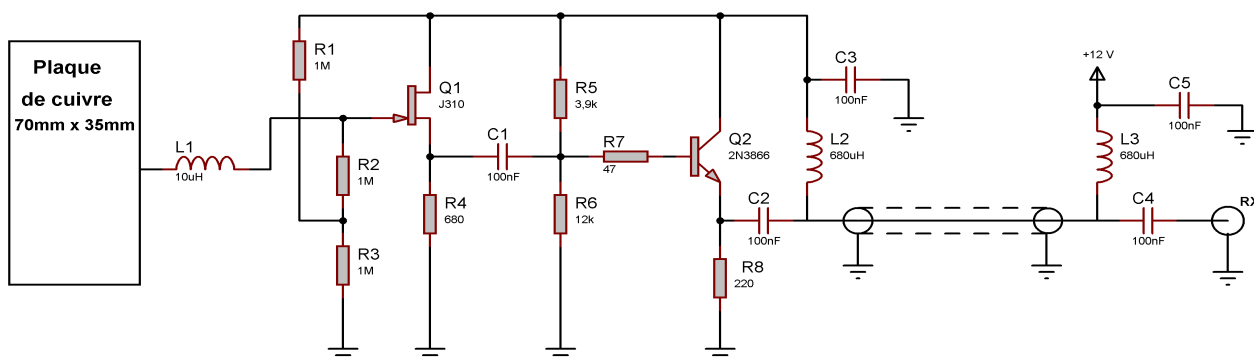 Plaque
de cuivre
70mm x 35mm
L1
10uH
R1
1M
R2
1M
R3
1M
Q1
J310
R4
680
C1
100nF
R5
3,9k
R6
12k
R7
47
Q2
2N3866
R8
220
C2
100nF
C3
100nF
L2
680uH
+12 V
L3
680uH
C5
100nF
C4
100nF
RX